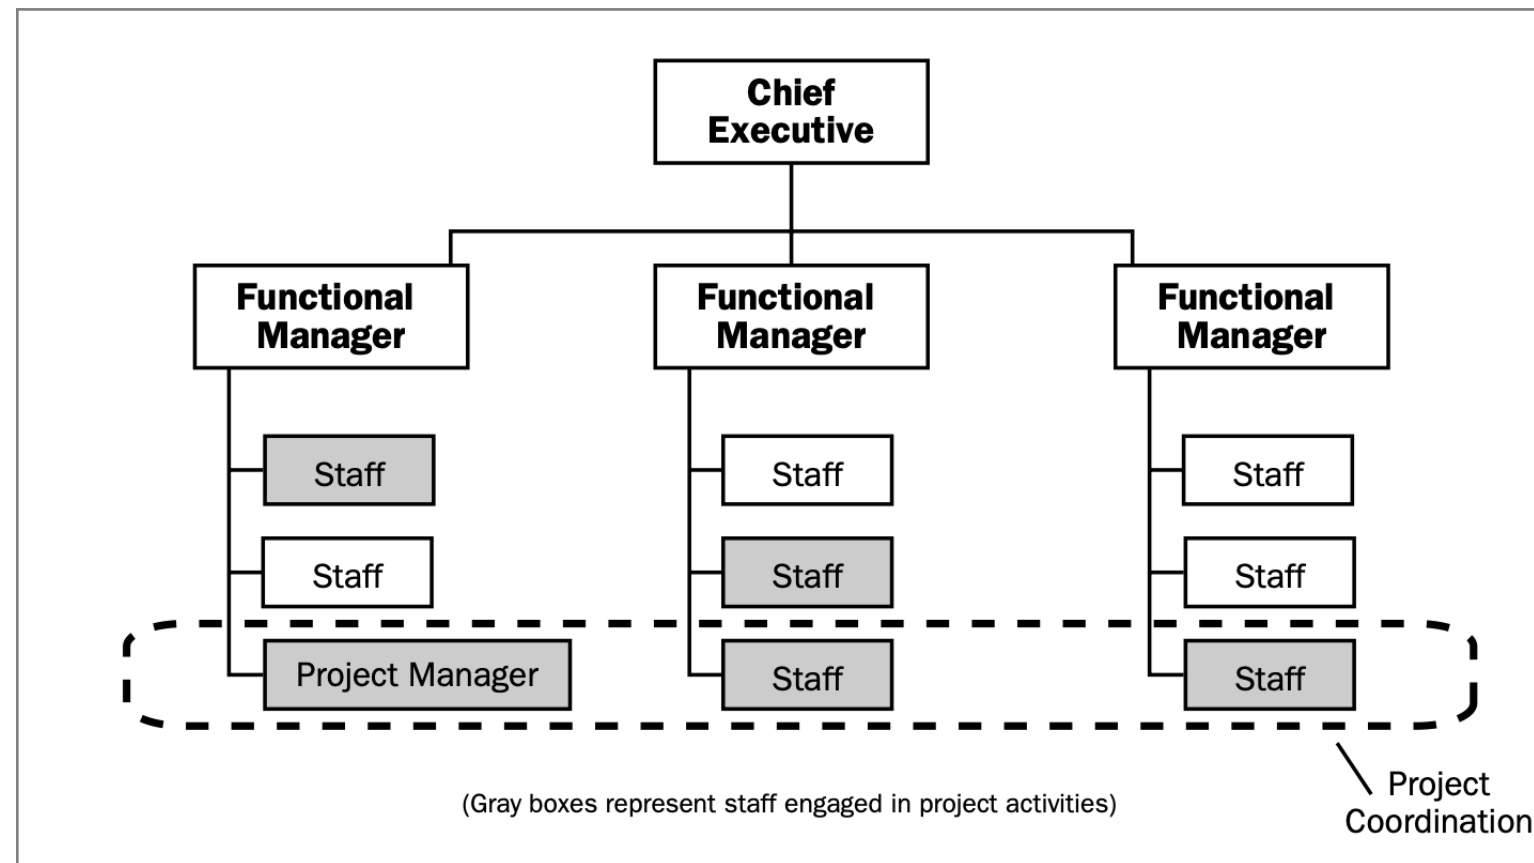 Chief
Executive
Functional
Manager
Functional
Manager
Functional
Manager
Staff
Staff
Staff
Staff
Staff
Staff
Project Manager
Staff
Staff
(Gray boxes represent staff engaged in project activities)
Project
Coordination